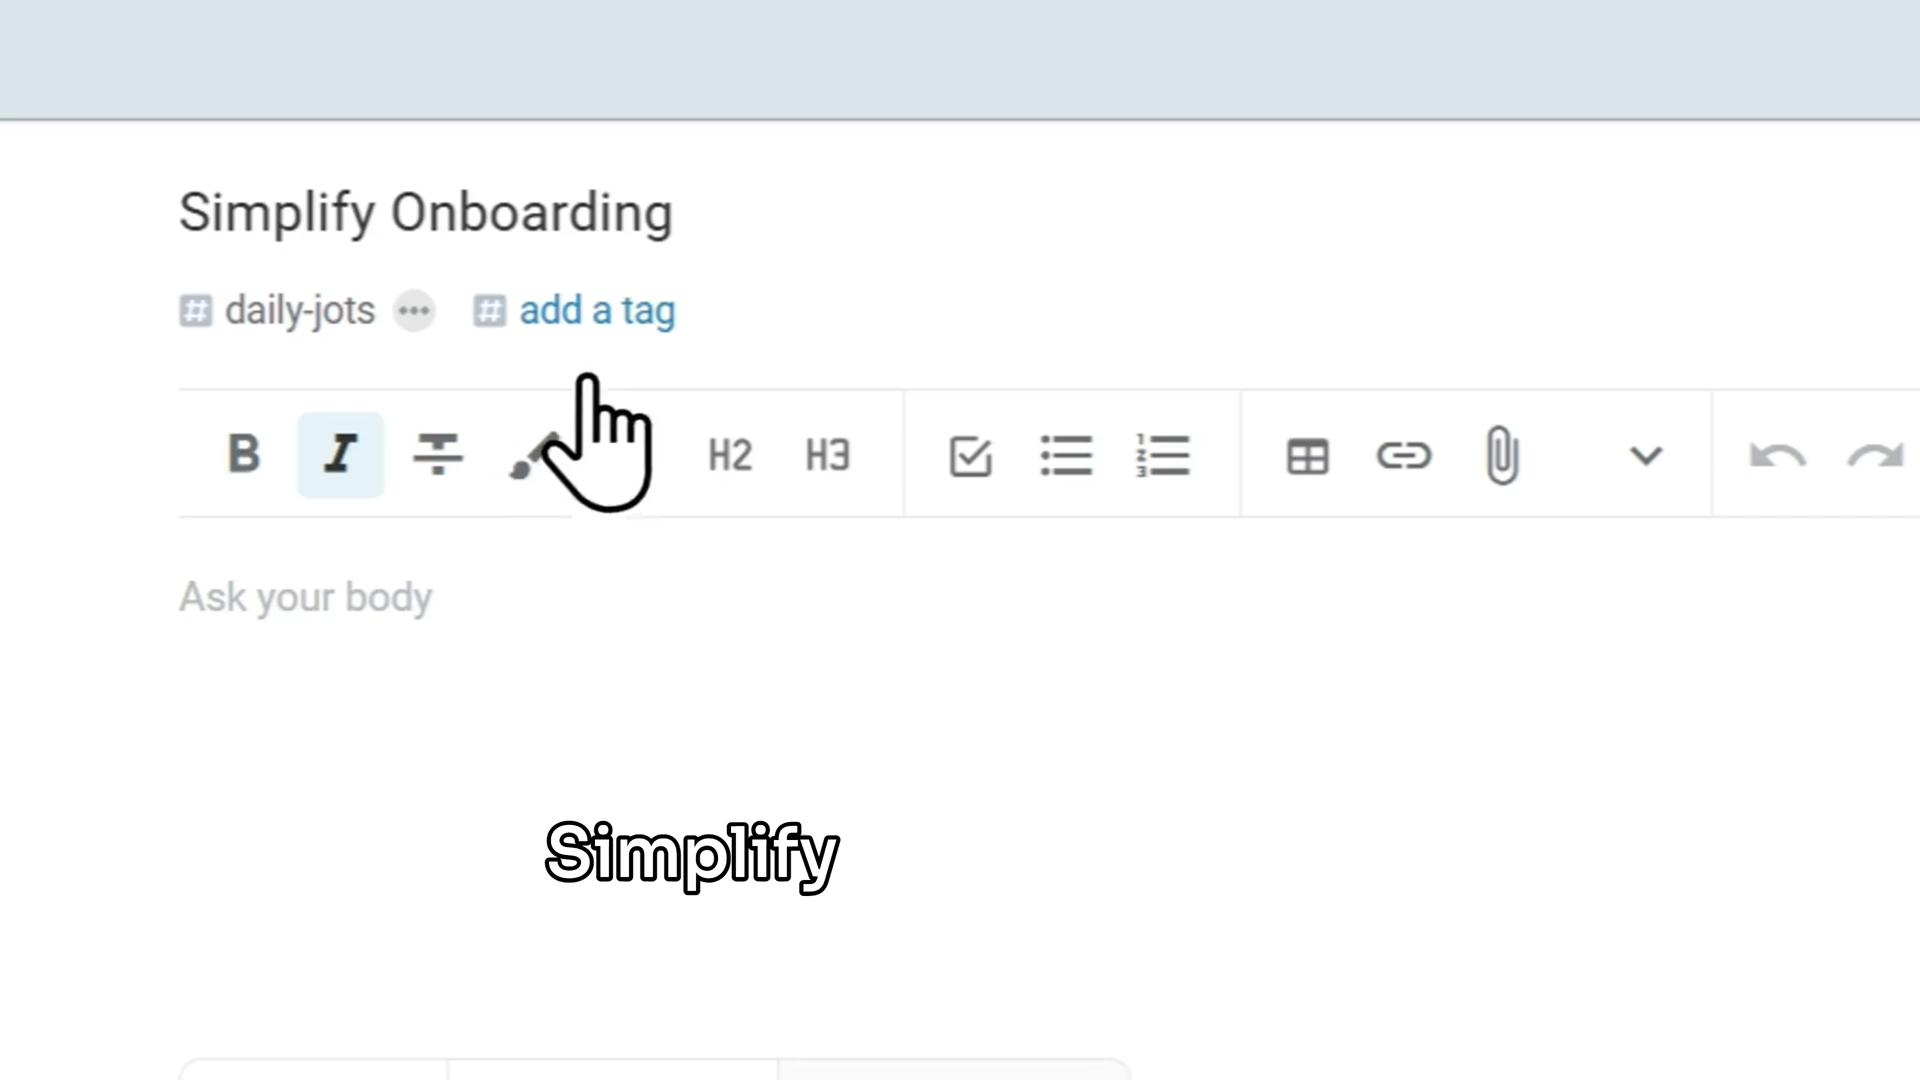 Simplify Onboarding
# daily-jots ••• # add a tag
B I T H2 H3
Ask your body
Simplify